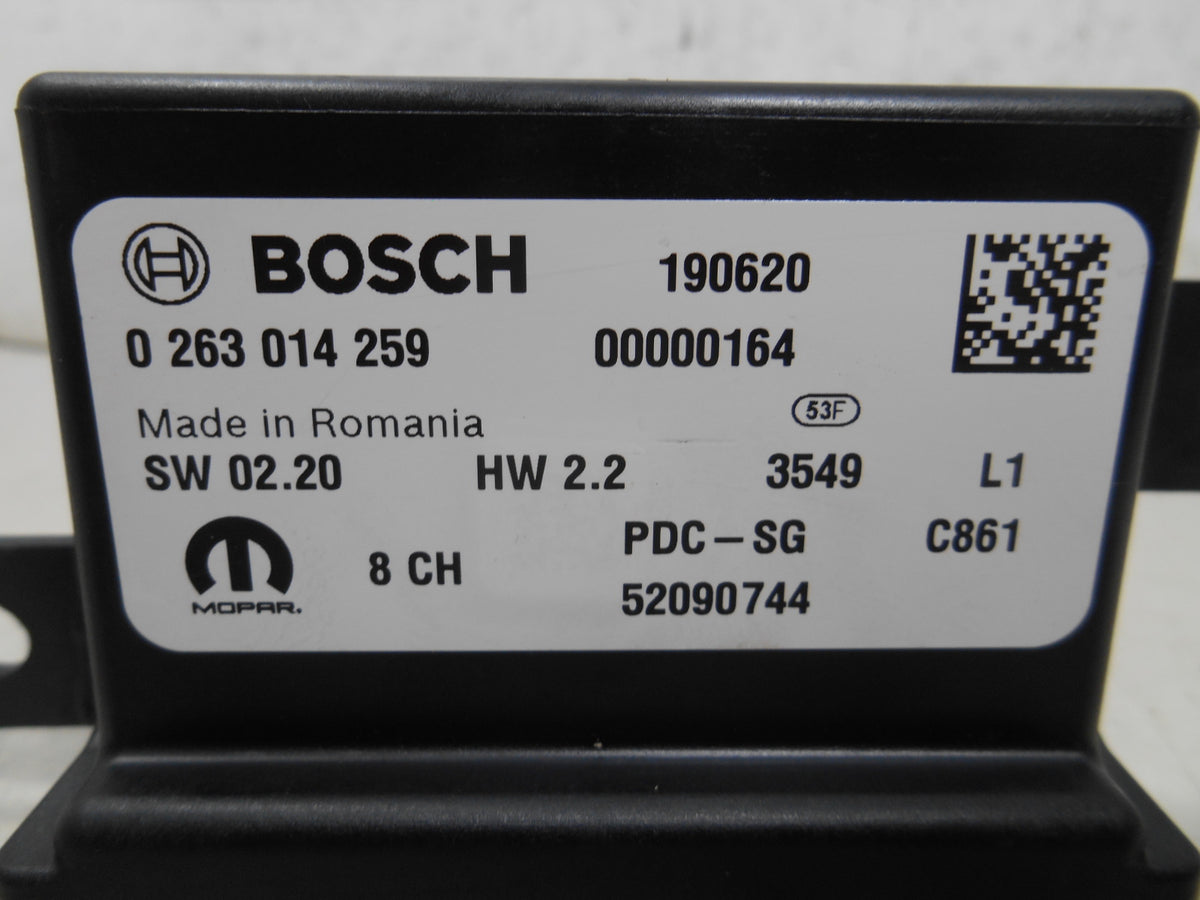 BOSCH 190620
0 263 014 259 00000164
53F
Made in Romania
SW 02.20 HW 2.2 3549 L1
PDC-SG C861
8 CH
MOPAR.
52090744